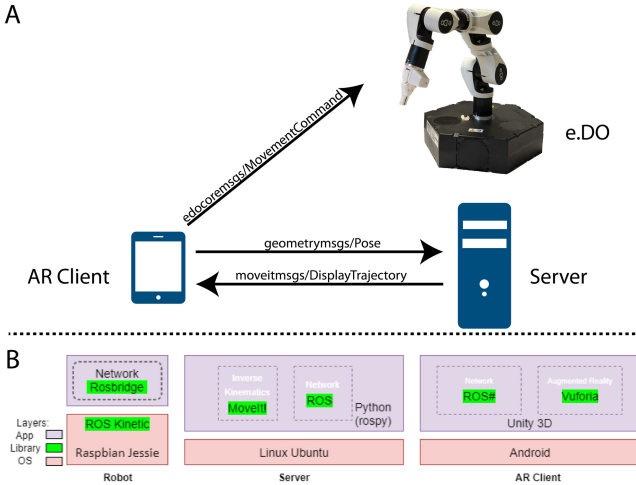 A
edocoremsgs/MovementCommand
e.DO
geometrymsgs/Pose
AR Client
moveitmsgs/DisplayTrajectory
Server
B
Network
Rosbridge
Inverse
Kinematics
MoveIt!
Network
ROS
Python
(rospy)
Network
ROS#
Augmented Reality
Vuforia
Unity 3D
Layers:
App
Library
OS
ROS Kinetic
Raspbian Jessie
Linux Ubuntu
Android
Robot
Server
AR Client